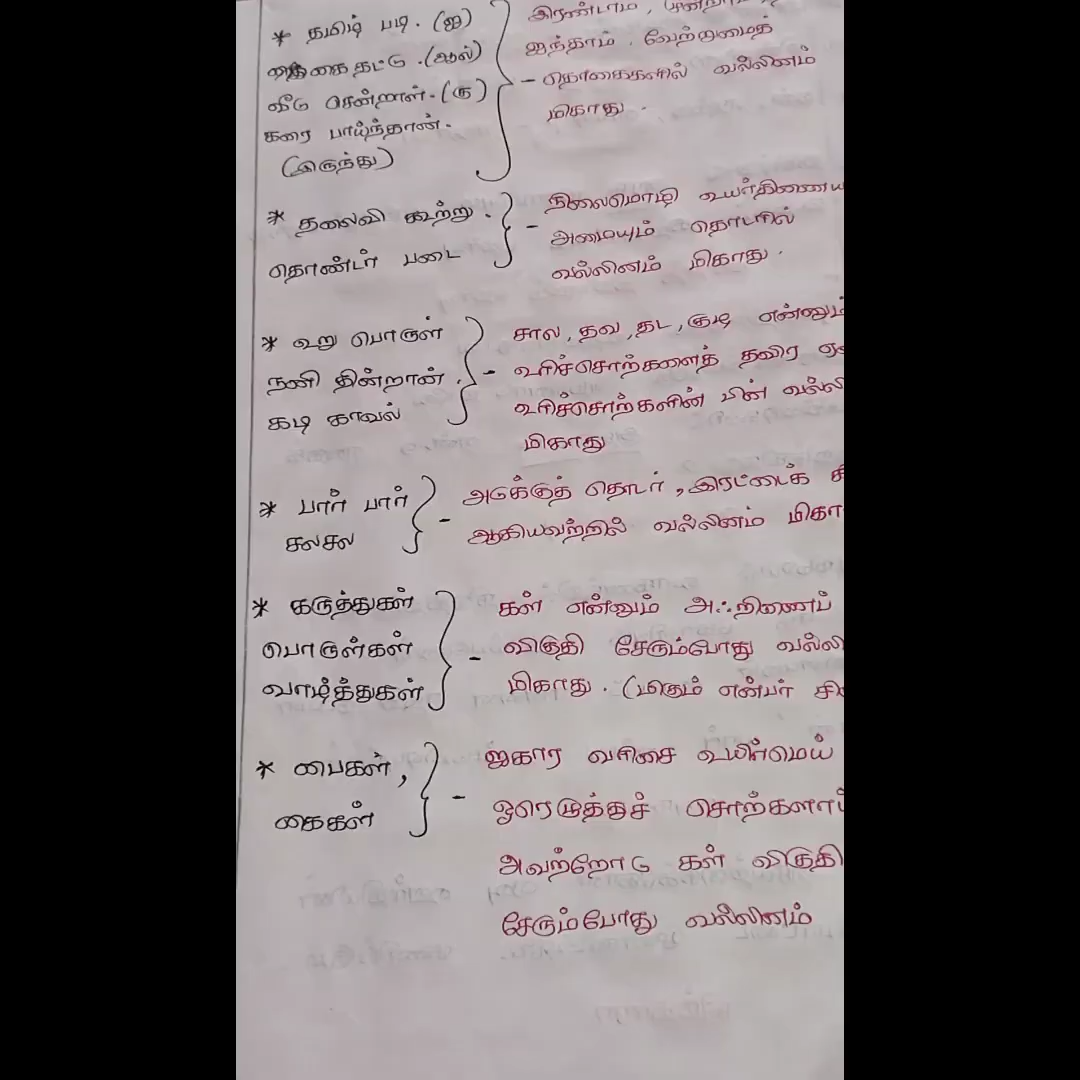 * தமிழ் படி. (ஐ)
கைதட்டு. (ஆல்)
வீடு சென்றாள். (கு)
கரை பாய்ந்தான்.
(இருந்து)
இரண்டாம், மூன்றாம்
ஐந்தாம் வேற்றுமைத்
- தொகைகளில் வல்லினம்
மிகாது.
* தலைவி கூற்று.
தொண்டர் படை
- நிலைமொழி உயர்திணையாய்
அமையும் தொடரில்
வல்லினம் மிகாது.
* உறு பொருள்
நனி தின்றான்.
கடி காவல்
சால, தவ, தட, குழ என்னும்
- உரிச்சொற்களைத் தவிர
உரிச்சொற்களின் பின் வல்லி
மிகாது
* பார் பார்
சலசல
- அடுக்குத் தொடர், இரட்டைக்
ஆகியவற்றில் வல்லினம் மிகா
* கருத்துகள்
பொருள்கள்
வாழ்த்துகள்
கள் என்னும் அஃறிணைப்
- விகுதி சேரும்போது வல்லி
மிகாது. (மிகும் என்பர் சி
* பைகள்,
கைகள்
- ஐகார வரிசை உயிர்மெய்
ஓரெழுத்துச் சொற்களாய்
அவற்றோடு கள் விகுதி
சேரும்போது வல்லினம்